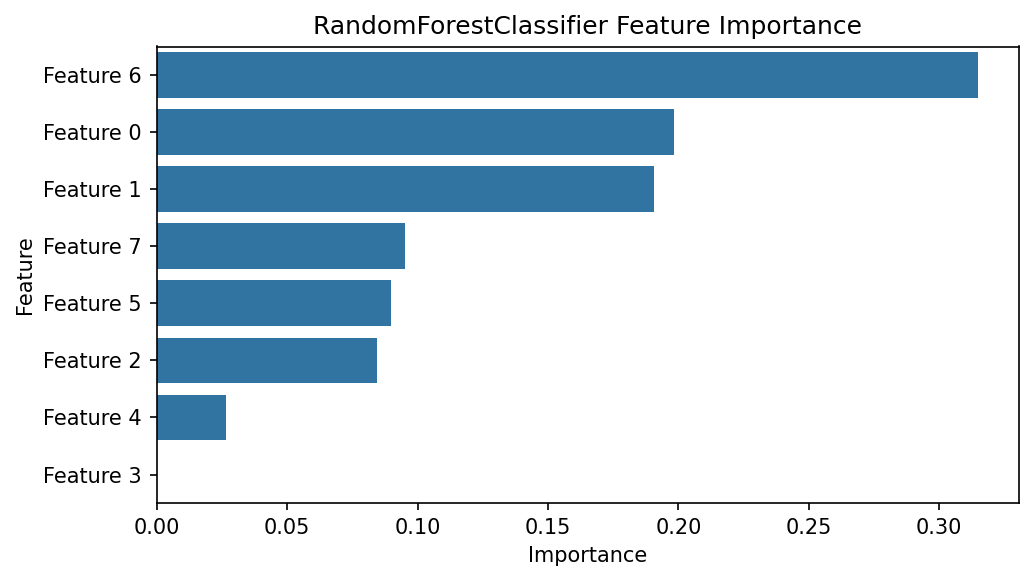 RandomForestClassifier Feature Importance
Feature 6
Feature 0
Feature 1
Feature 7
Feature 5
Feature 2
Feature 4
Feature 3
Feature
0.00 0.05 0.10 0.15 0.20 0.25 0.30
Importance